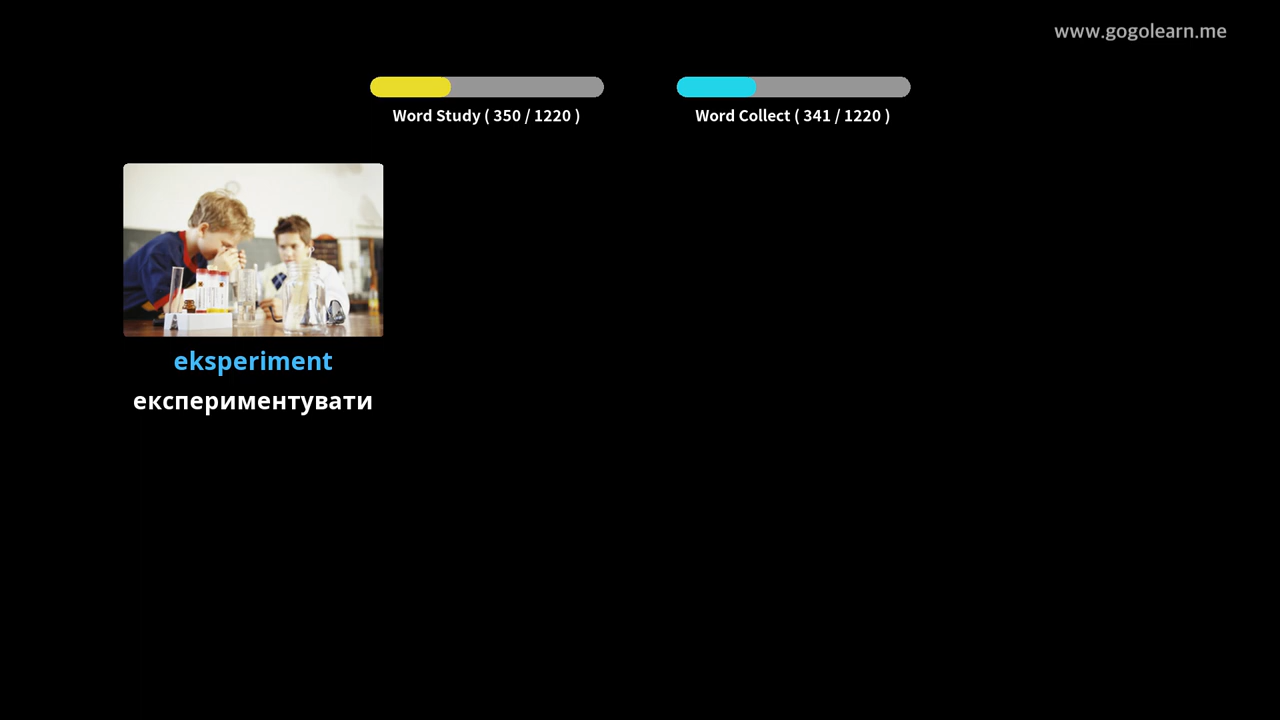 www.gogolearn.me
Word Study ( 350 / 1220 )
Word Collect ( 341 / 1220 )
eksperiment
експериментувати